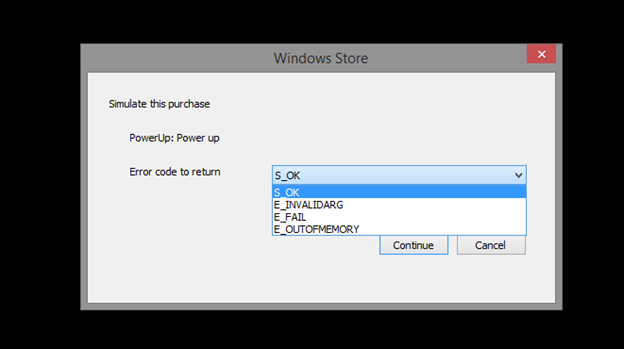 Windows Store
Simulate this purchase
PowerUp: Power up
Error code to return
S_OK
S_OK
E_INVALIDARG
E_FAIL
E_OUTOFMEMORY
Continue
Cancel